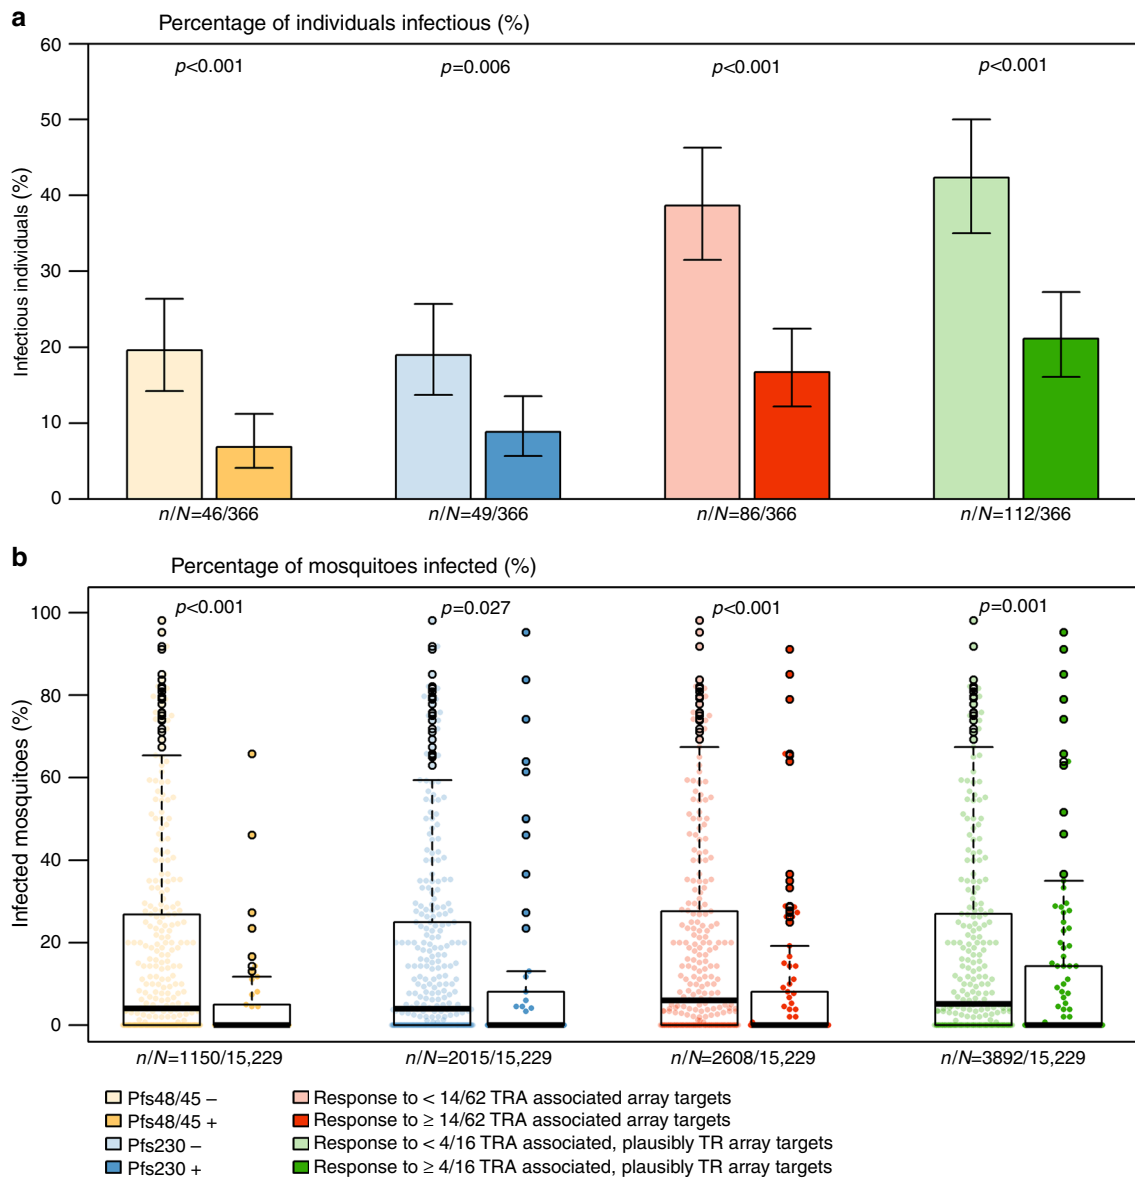 a
Percentage of individuals infectious (%)
60
50
40
30
20
10
0
Infectious individuals (%)
p<0.001
p=0.006
p<0.001
p<0.001
n/N=46/366
n/N=49/366
n/N=86/366
n/N=112/366
b
Percentage of mosquitoes infected (%)
100
80
60
40
20
0
Infected mosquitoes (%)
p<0.001
p=0.027
p<0.001
p=0.001
n/N=1150/15,229
n/N=2015/15,229
n/N=2608/15,229
n/N=3892/15,229
Pfs48/45 –
Pfs48/45 +
Pfs230 –
Pfs230 +
Response to < 14/62 TRA associated array targets
Response to ≥ 14/62 TRA associated array targets
Response to < 4/16 TRA associated, plausibly TR array targets
Response to ≥ 4/16 TRA associated, plausibly TR array targets